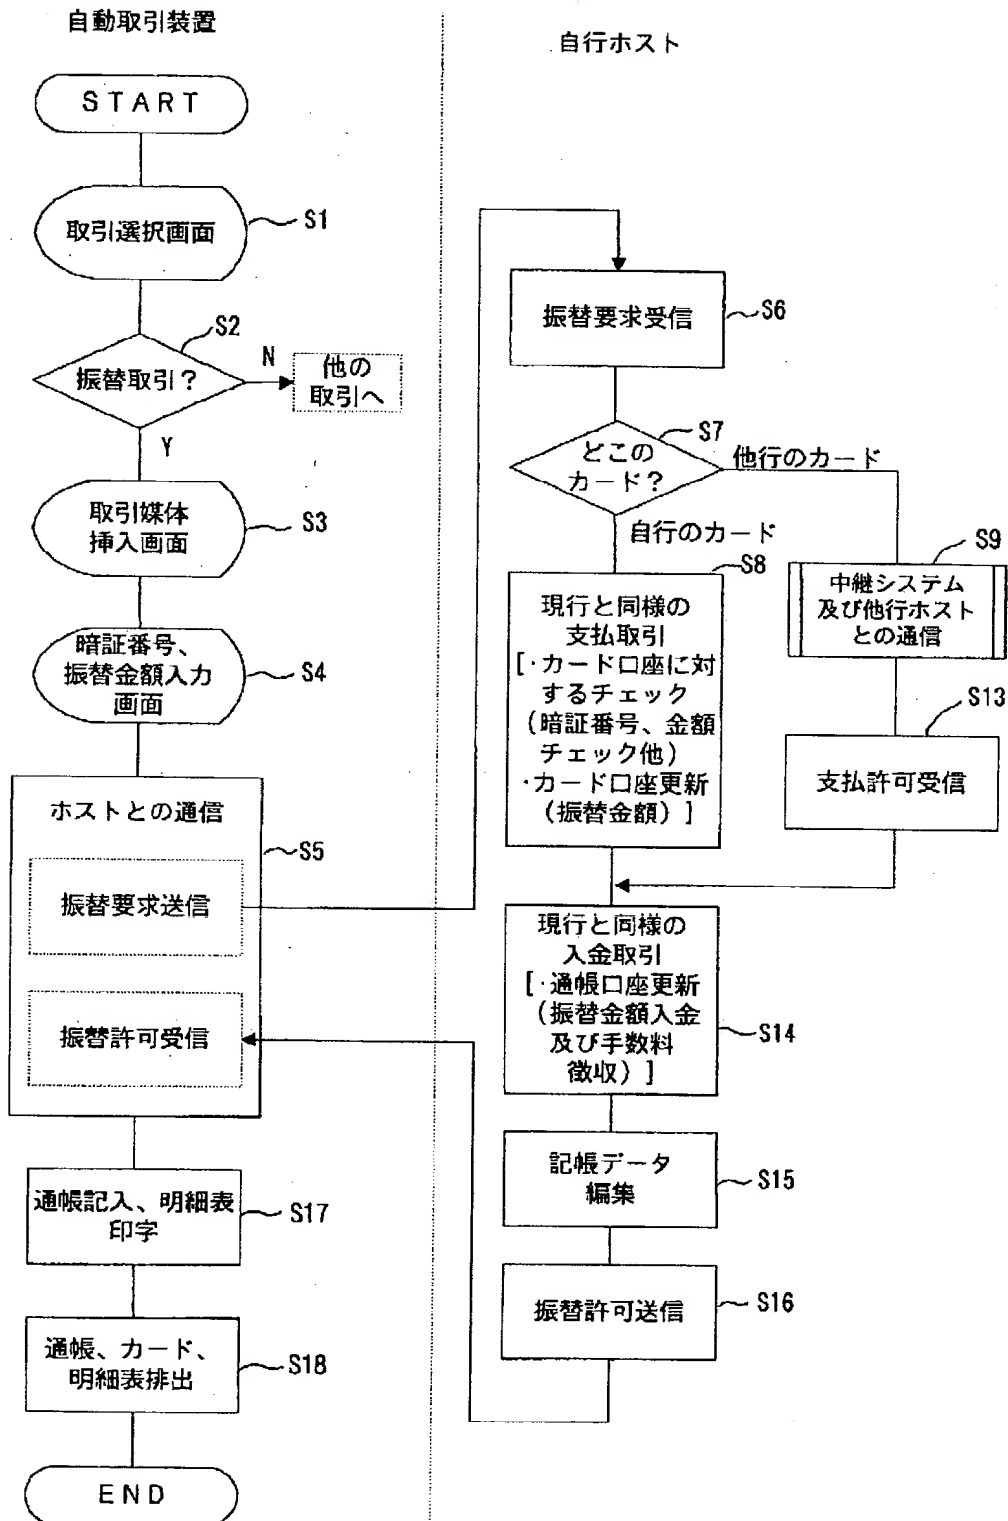 自動取引装置
START
取引選択画面
S1
S2
振替取引?
N
他の
取引へ
Y
取引媒体
挿入画面
S3
暗証番号、
振替金額入力
画面
S4
ホストとの通信
S5
振替要求送信
振替許可受信
通帳記入、明細表
印字
S17
通帳、カード、
明細表排出
S18
END
自行ホスト
振替要求受信
S6
S7
どこの
カード?
他行のカード
自行のカード
S8
現行と同様の
支払取引
[・カード口座に対
するチェック
(暗証番号、金額
チェック他)
・カード口座更新
(振替金額)]
S9
中継システム
及び他行ホスト
との通信
S13
支払許可受信
現行と同様の
入金取引
[・通帳口座更新
(振替金額入金
及び手数料
徴収)]
S14
記帳データ
編集
S15
振替許可送信
S16